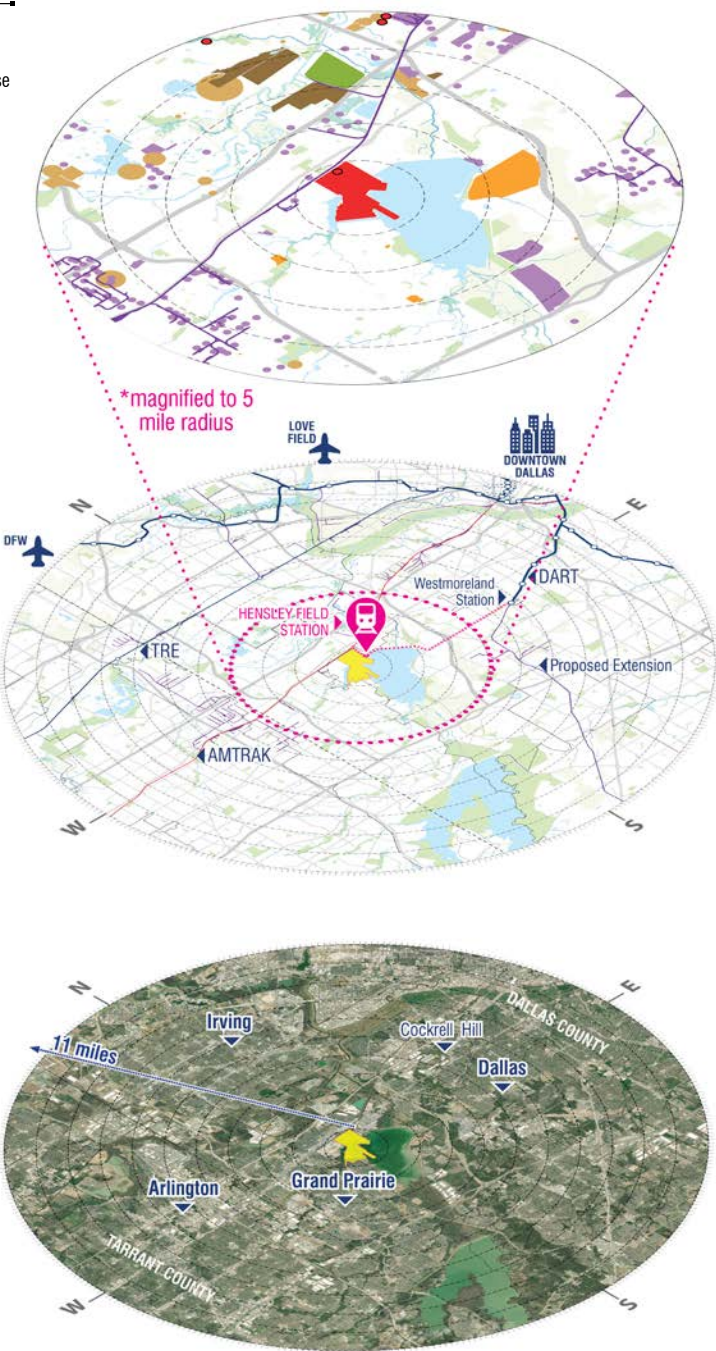 se
*magnified to 5
mile radius
LOVE
FIELD
DOWNTOWN
DALLAS
N
E
DFW
DART
Westmoreland
Station
HENSLEY FIELD
STATION
TRE
Proposed Extension
AMTRAK
W
S
N
E
DALLAS COUNTY
Irving
Cockrell Hill
11 miles
Dallas
Grand Prairie
Arlington
TARRANT COUNTY
W
S